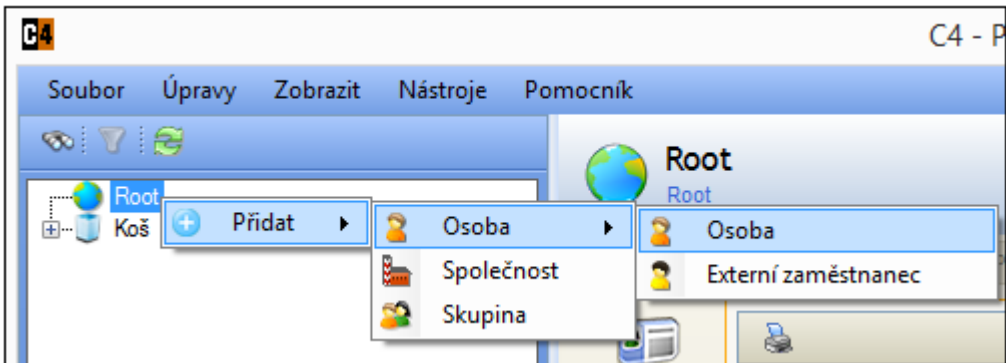 C4
C4 - P
Soubor Úpravy Zobrazit Nástroje Pomocník
Root
Root
Root
Koš
Přidat
Osoba
Společnost
Skupina
Osoba
Externí zaměstnanec